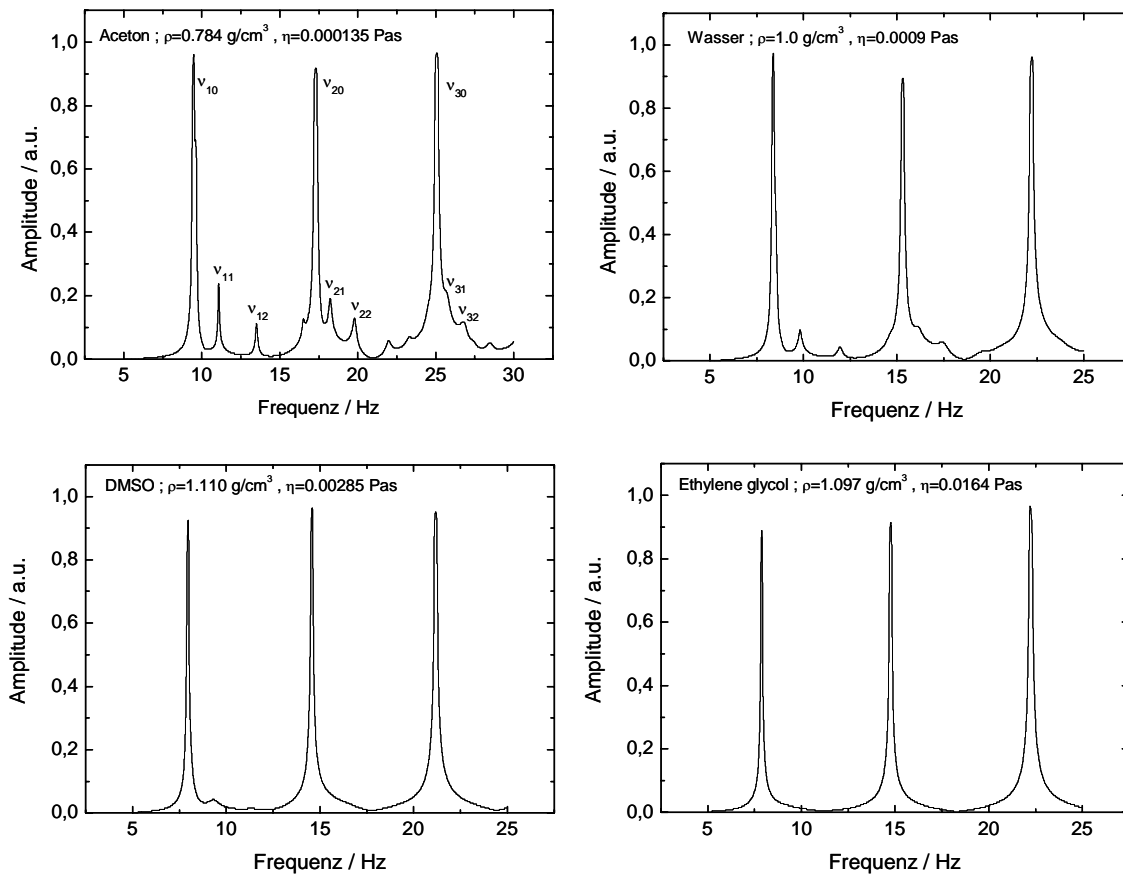 Aceton ; ρ=0.784 g/cm³ , η=0.000135 Pas
Amplitude / a.u.
1,0
0,8
0,6
0,4
0,2
0,0
ν₁₀
ν₂₀
ν₃₀
ν₁₁
ν₁₂
ν₂₁
ν₂₂
ν₃₁
ν₃₂
5 10 15 20 25 30
Frequenz / Hz
Wasser ; ρ=1.0 g/cm³ , η=0.0009 Pas
Amplitude / a.u.
1,0
0,8
0,6
0,4
0,2
0,0
5 10 15 20 25
Frequenz / Hz
DMSO ; ρ=1.110 g/cm³ , η=0.00285 Pas
Amplitude / a.u.
1,0
0,8
0,6
0,4
0,2
0,0
5 10 15 20 25
Frequenz / Hz
Ethylene glycol ; ρ=1.097 g/cm³ , η=0.0164 Pas
Amplitude / a.u.
1,0
0,8
0,6
0,4
0,2
0,0
5 10 15 20 25
Frequenz / Hz